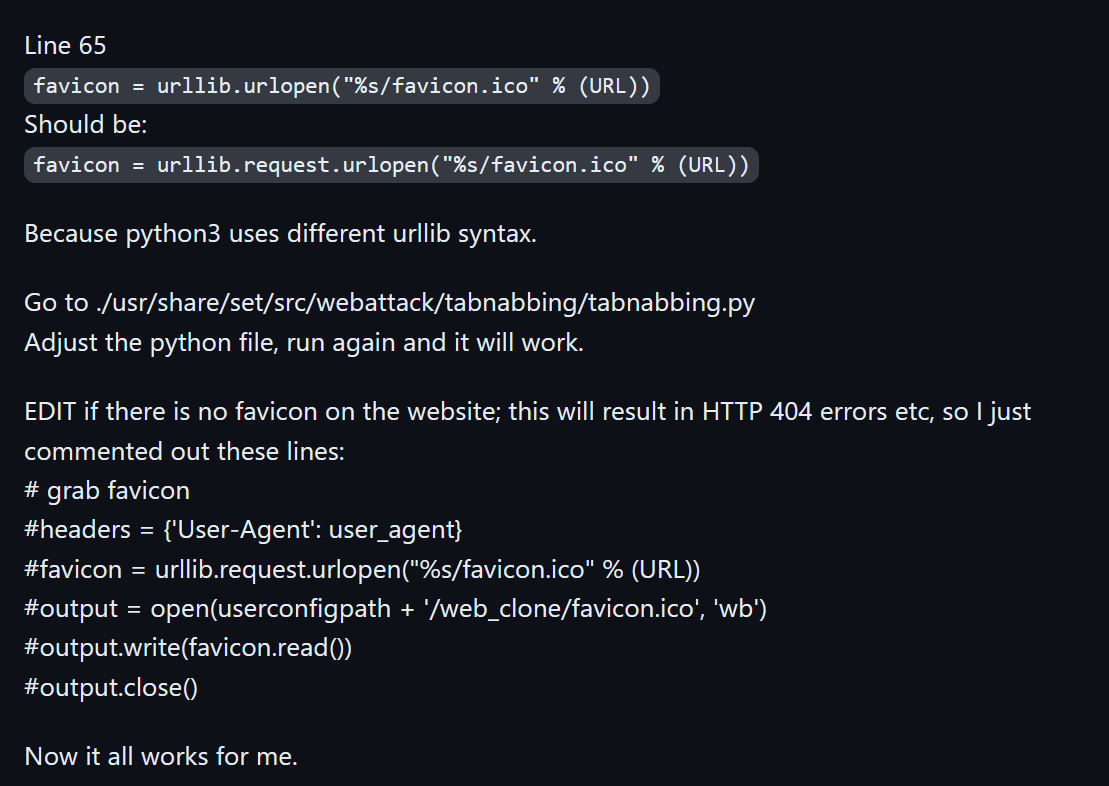 Line 65
favicon = urllib.urlopen("%s/favicon.ico" % (URL))
Should be:
favicon = urllib.request.urlopen("%s/favicon.ico" % (URL))
Because python3 uses different urllib syntax.
Go to ./usr/share/set/src/webattack/tabnabbing/tabnabbing.py
Adjust the python file, run again and it will work.
EDIT if there is no favicon on the website; this will result in HTTP 404 errors etc, so I just
commented out these lines:
# grab favicon
#headers = {'User-Agent': user_agent}
#favicon = urllib.request.urlopen("%s/favicon.ico" % (URL))
#output = open(userconfigpath + '/web_clone/favicon.ico', 'wb')
#output.write(favicon.read())
#output.close()
Now it all works for me.